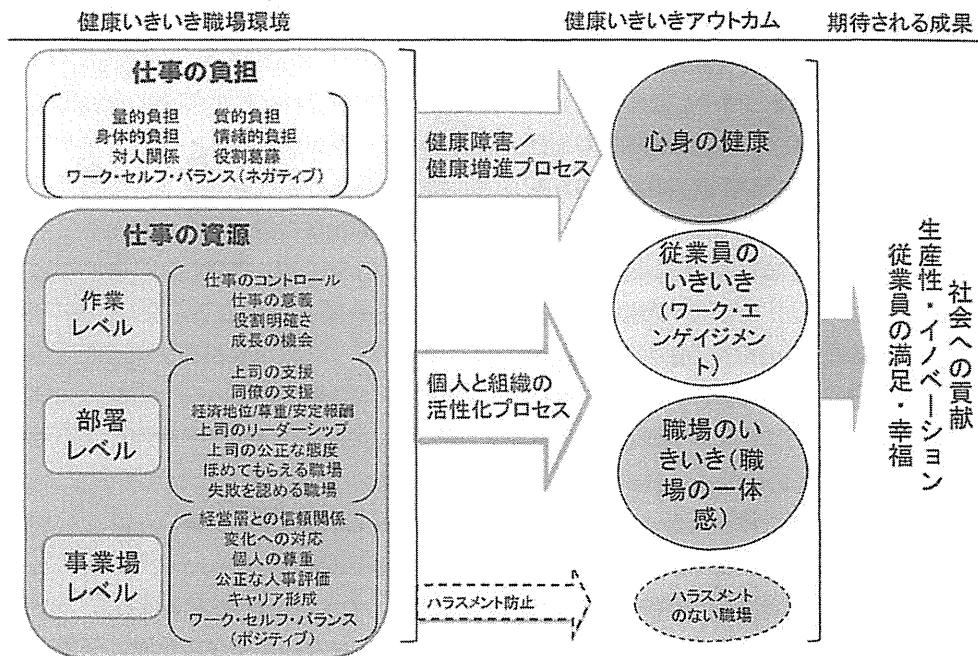 健康いきいき職場環境
健康いきいきアウトカム
期待される成果
仕事の負担
量的負担 質的負担
身体的負担 情緒的負担
対人関係 役割葛藤
ワーク・セルフ・バランス(ネガティブ)
仕事の資源
作業
レベル
仕事のコントロール
仕事の意義
役割明確さ
成長の機会
部署
レベル
上司の支援
同僚の支援
経済地位/尊重/安定報酬
上司のリーダーシップ
上司の公正な態度
ほめてもらえる職場
失敗を認める職場
事業場
レベル
経営層との信頼関係
変化への対応
個人の尊重
公正な人事評価
キャリア形成
ワーク・セルフ・バランス
(ポジティブ)
健康障害/
健康増進プロセス
個人と組織の
活性化プロセス
ハラスメント防止
心身の健康
従業員の
いきいき
(ワーク・エ
ンゲイジメン
ト)
職場のい
きいき(職
場の一体
感)
ハラスメント
のない職場
社会への貢献
生産性・イノベーション
従業員の満足・幸福